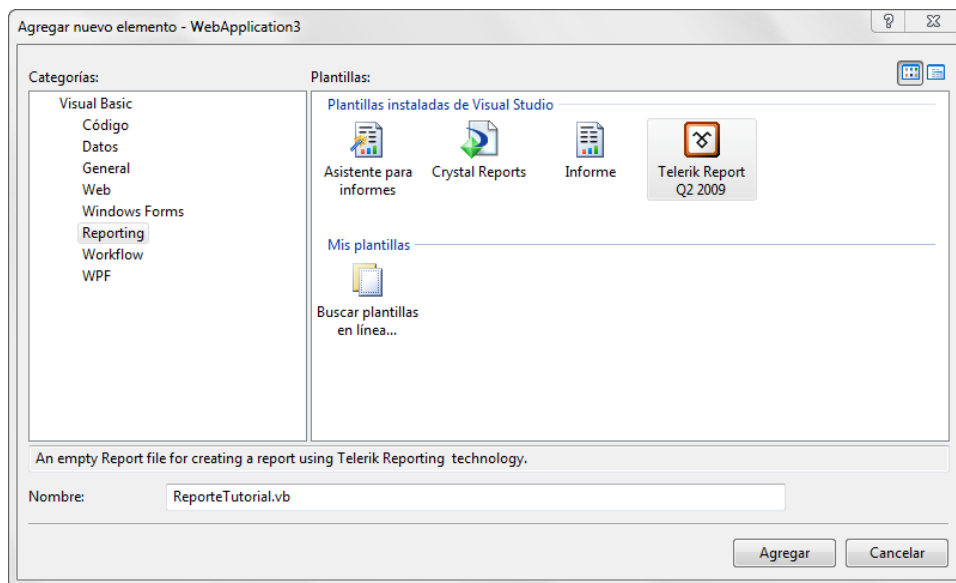 Agregar nuevo elemento - WebApplication3
Categorías:
Plantillas:
Visual Basic
Código
Datos
General
Web
Windows Forms
Reporting
Workflow
WPF
Plantillas instaladas de Visual Studio
Asistente para
informes
Crystal Reports
Informe
Telerik Report
Q2 2009
Mis plantillas
Buscar plantillas
en línea...
An empty Report file for creating a report using Telerik Reporting technology.
Nombre:
ReporteTutorial.vb
Agregar
Cancelar